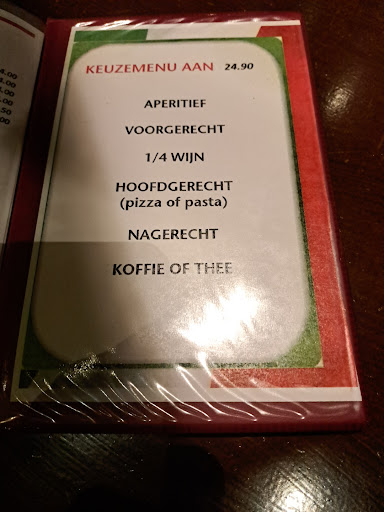 KEUZEMENU AAN 24.90
APERITIEF
VOORGERECHT
1/4 WIJN
HOOFDGERECHT
(pizza of pasta)
NAGERECHT
KOFFIE OF THEE